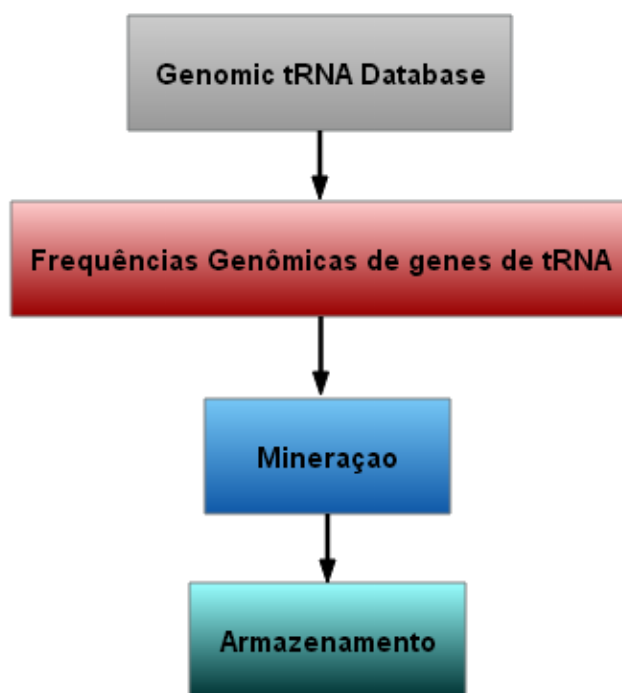 Genomic tRNA Database
Frequências Genômicas de genes de tRNA
Mineraçao
Armazenamento